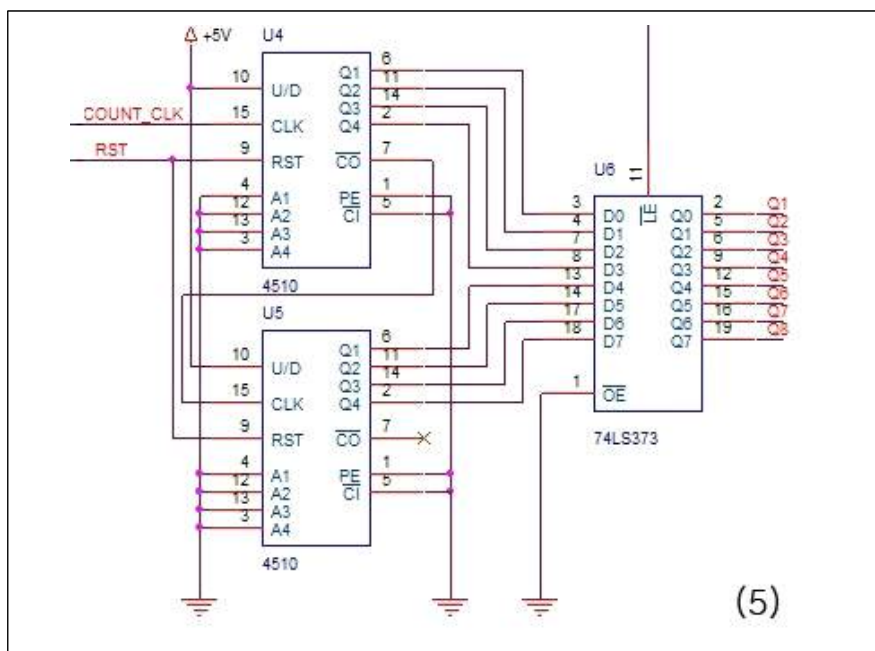 +5V
U4
10 U/D Q1 6
Q2 11
COUNT_CLK 15 CLK Q3 14
Q4 2
RST 9 RST CO 7
4 A1 PE 1
12 A2 CI 5
13 A3
3 A4
4510
U5
10 U/D Q1 6
Q2 11
15 CLK Q3 14
Q4 2
9 RST CO 7
4 A1 PE 1
12 A2 CI 5
13 A3
3 A4
4510
U6
11
LE
3 D0 Q0 2 Q1
4 D1 Q1 5 Q2
7 D2 Q2 6 Q3
8 D3 Q3 9 Q4
13 D4 Q4 12 Q5
14 D5 Q5 15 Q6
17 D6 Q6 16 Q7
18 D7 Q7 19 Q8
1 OE
74LS373
(5)